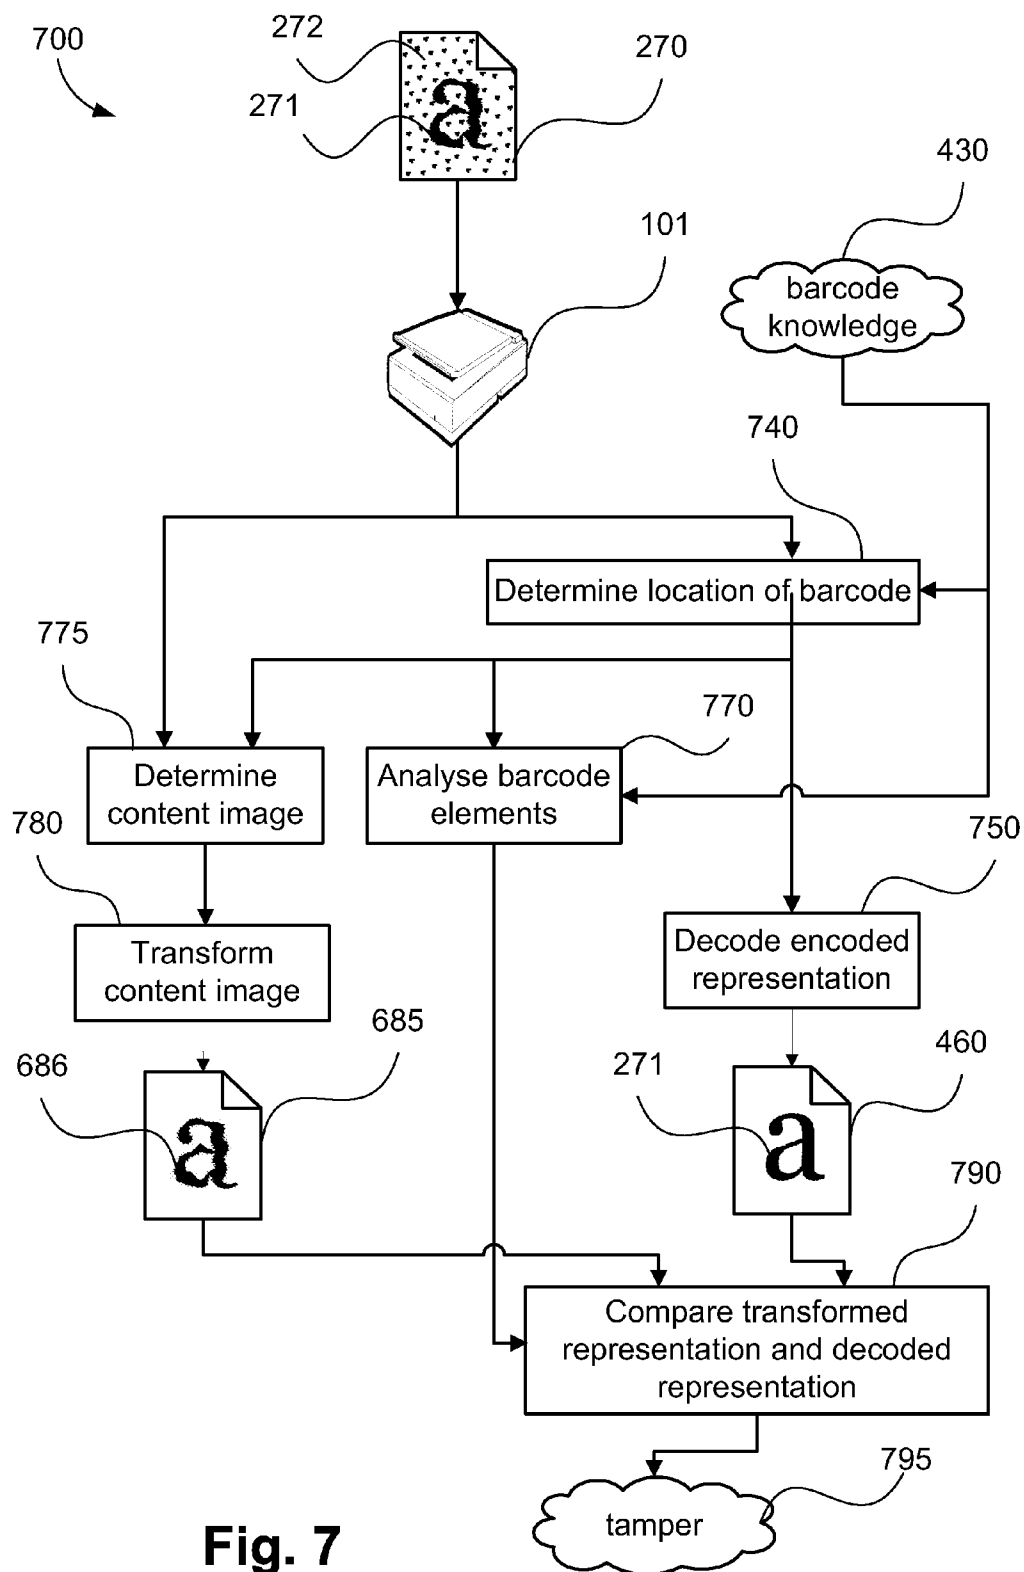 700
272
270
271
a
430
101
barcode
knowledge
740
Determine location of barcode
775
770
Determine
content image
Analyse barcode
elements
780
750
Transform
content image
Decode encoded
representation
685
686
460
271
a
a
790
Compare transformed
representation and decoded
representation
795
tamper
Fig. 7